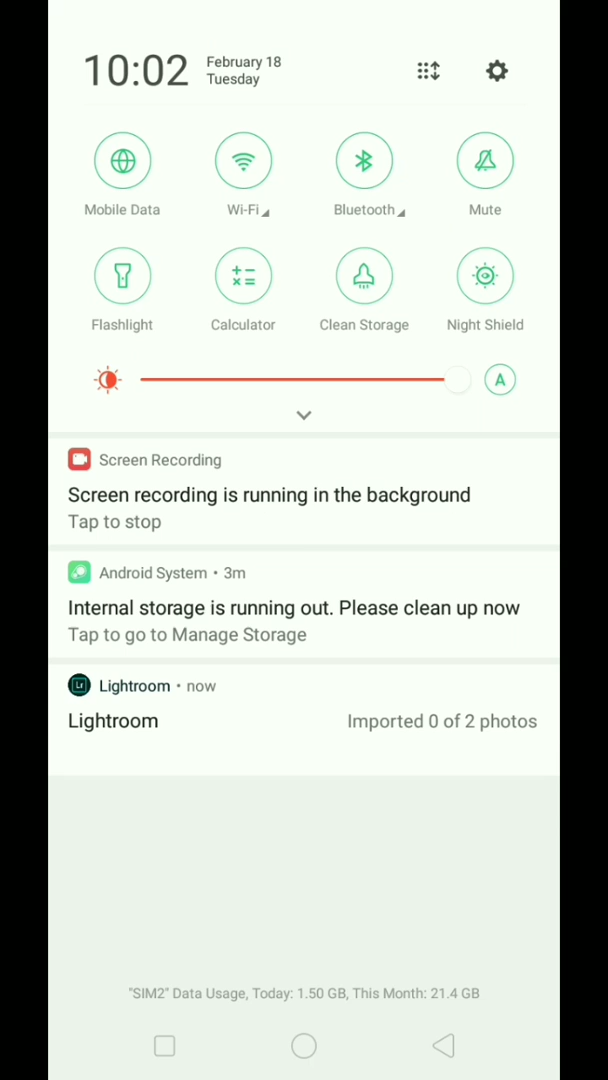 10:02
February 18
Tuesday
Mobile Data
Wi-Fi
Bluetooth
Mute
Flashlight
Calculator
Clean Storage
Night Shield
A
Screen Recording
Screen recording is running in the background
Tap to stop
Android System • 3m
Internal storage is running out. Please clean up now
Tap to go to Manage Storage
Lr
Lightroom • now
Lightroom
Imported 0 of 2 photos
"SIM2" Data Usage, Today: 1.50 GB, This Month: 21.4 GB